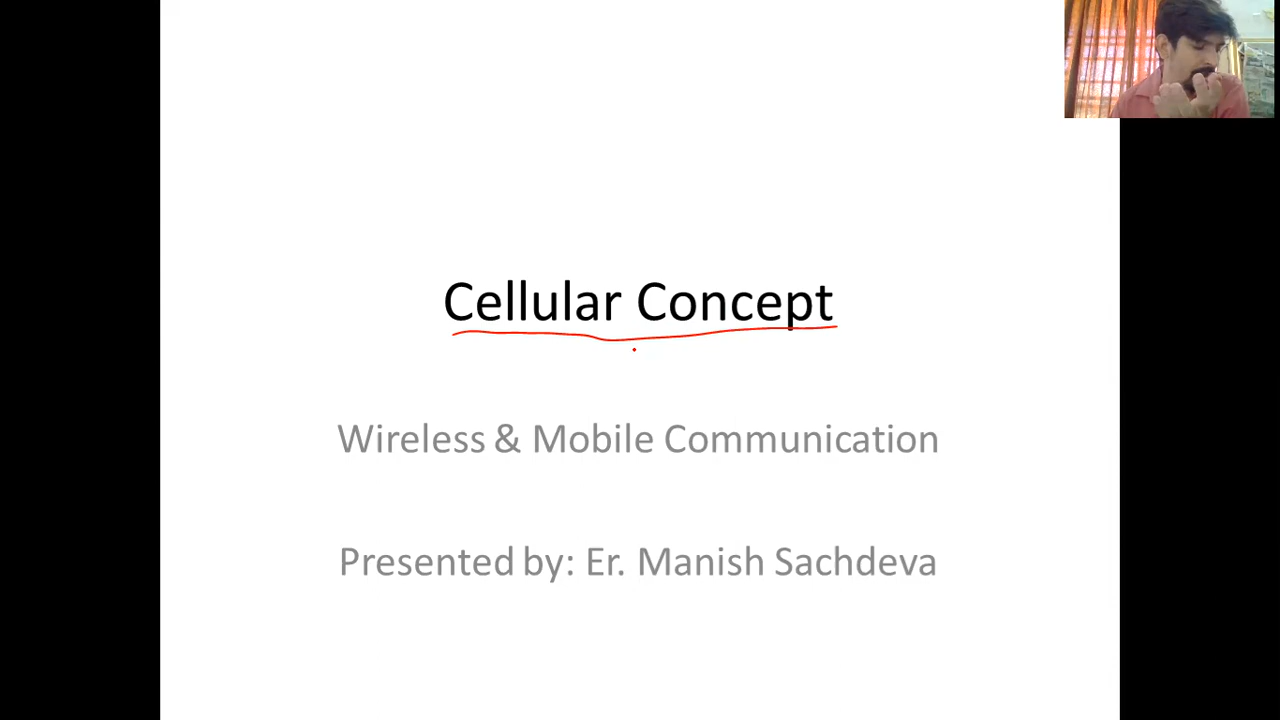 Cellular Concept
Wireless & Mobile Communication
Presented by: Er. Manish Sachdeva